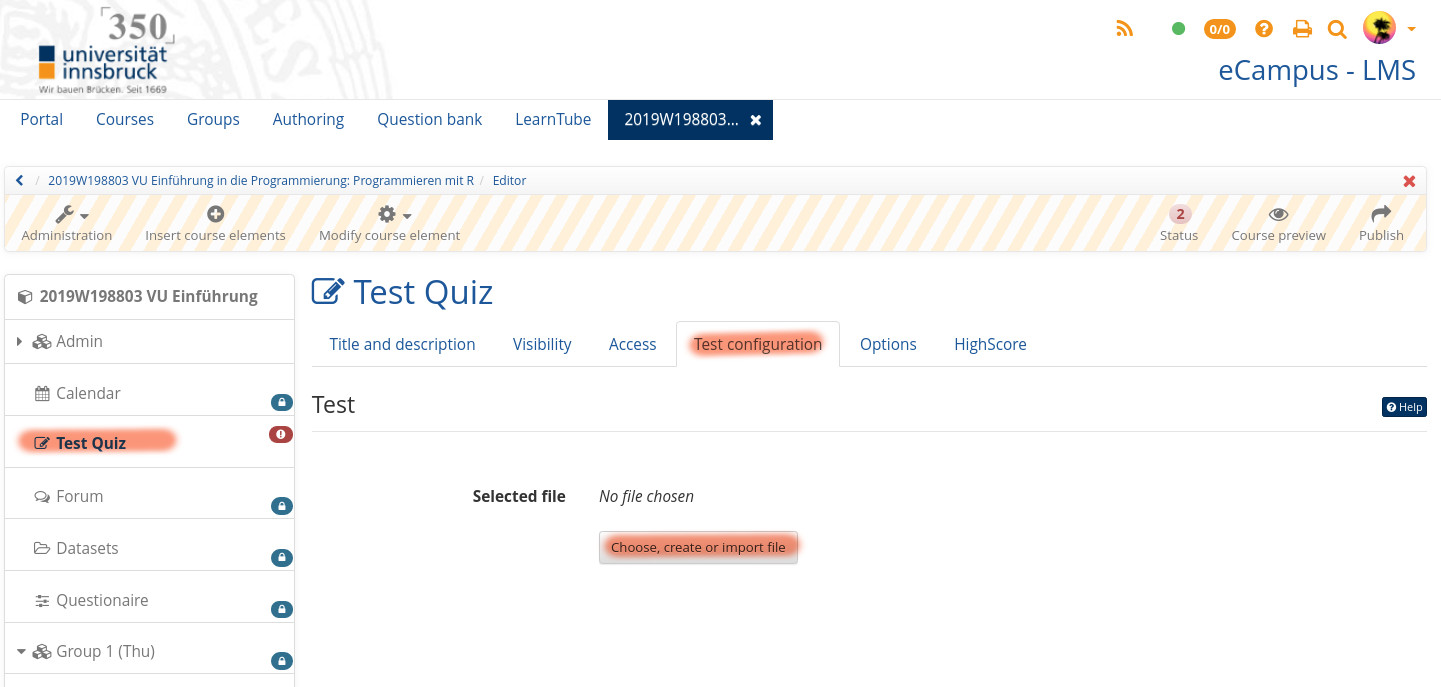 350
universität
innsbruck
Wir bauen Brücken. Seit 1669
0/0
eCampus - LMS
Portal Courses Groups Authoring Question bank LearnTube 2019W198803...
/ 2019W198803 VU Einführung in die Programmierung: Programmieren mit R / Editor
2
Administration Insert course elements Modify course element Status Course preview Publish
2019W198803 VU Einführung
Admin
Calendar
Test Quiz
Forum
Datasets
Questionaire
Group 1 (Thu)
Test Quiz
Title and description Visibility Access Test configuration Options HighScore
Test
Help
Selected file No file chosen
Choose, create or import file